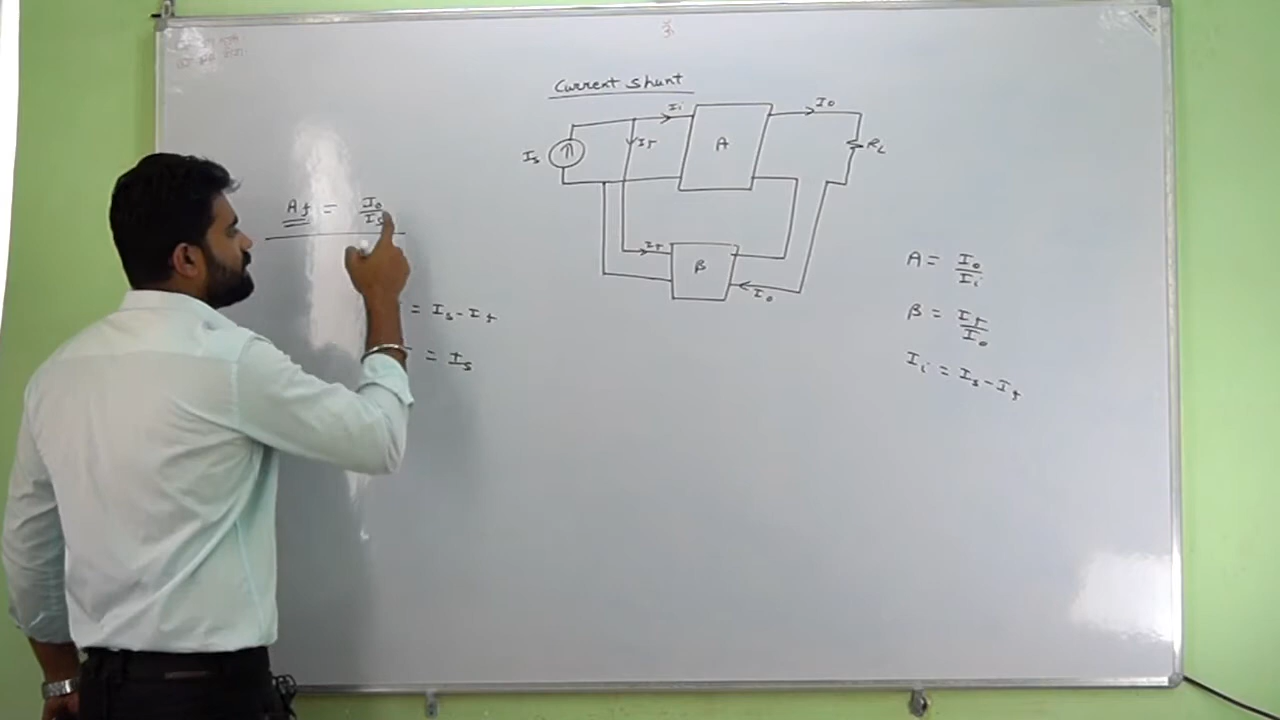 Current shunt
Ii
Io
Is
If
A
RL
Af = Io/Is
If
β
Io
A = Io/Ii
= Is - If
β = If/Io
= Is
Ii = Is - If